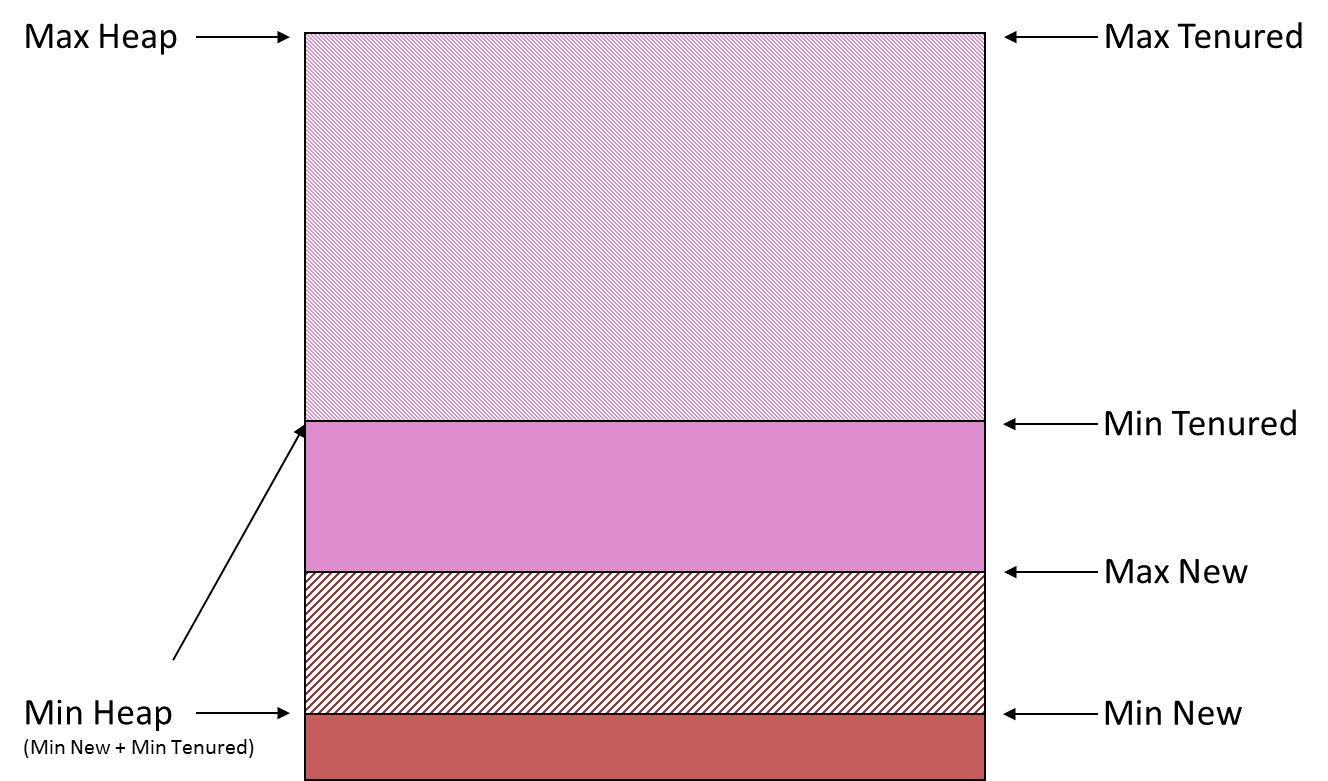 Max Heap
Max Tenured
Min Tenured
Max New
Min Heap
(Min New + Min Tenured)
Min New